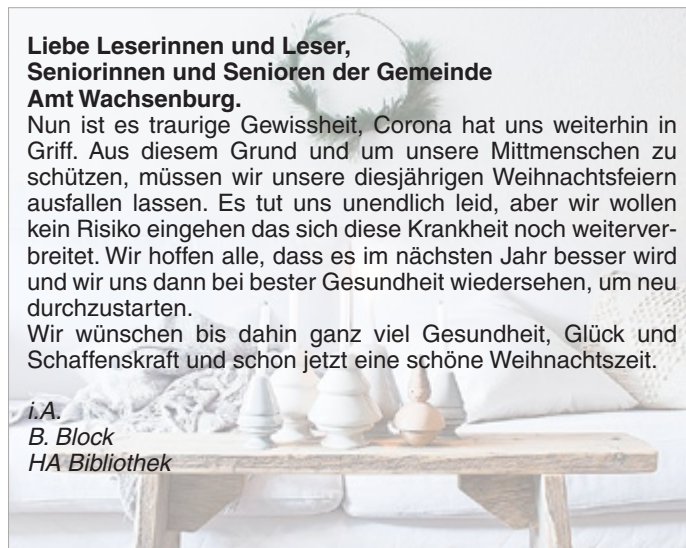 Liebe Leserinnen und Leser,
Seniorinnen und Senioren der Gemeinde
Amt Wachsenburg.
Nun ist es traurige Gewissheit, Corona hat uns weiterhin in
Griff. Aus diesem Grund und um unsere Mittmenschen zu
schützen, müssen wir unsere diesjährigen Weihnachtsfeiern
ausfallen lassen. Es tut uns unendlich leid, aber wir wollen
kein Risiko eingehen das sich diese Krankheit noch weiterver-
breitet. Wir hoffen alle, dass es im nächsten Jahr besser wird
und wir uns dann bei bester Gesundheit wiedersehen, um neu
durchzustarten.
Wir wünschen bis dahin ganz viel Gesundheit, Glück und
Schaffenskraft und schon jetzt eine schöne Weihnachtszeit.
i.A.
B. Block
HA Bibliothek